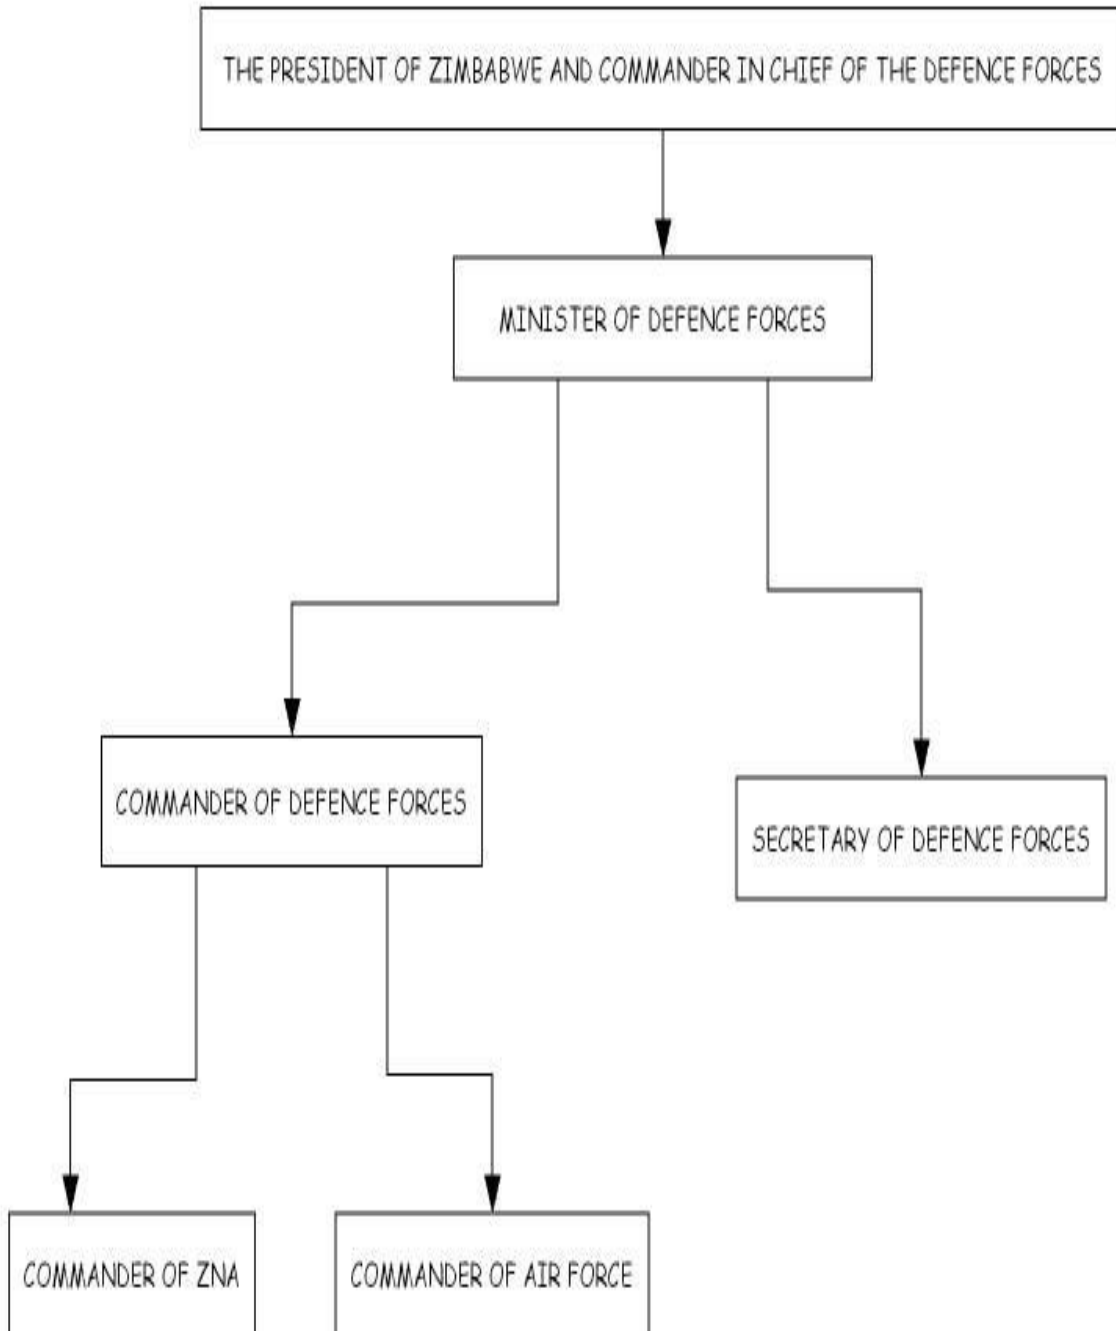 THE PRESIDENT OF ZIMBABWE AND COMMANDER IN CHIEF OF THE DEFENCE FORCES
MINISTER OF DEFENCE FORCES
COMMANDER OF DEFENCE FORCES
SECRETARY OF DEFENCE FORCES
COMMANDER OF ZNA
COMMANDER OF AIR FORCE